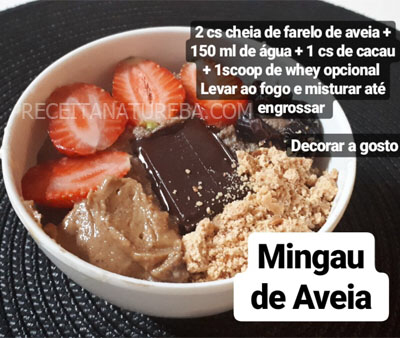 2 cs cheia de farelo de aveia +
150 ml de água + 1 cs de cacau
+ 1scoop de whey opcional
Levar ao fogo e misturar até
engrossar
RECEITANATUREBA.COM
Decorar a gosto
Mingau
de Aveia